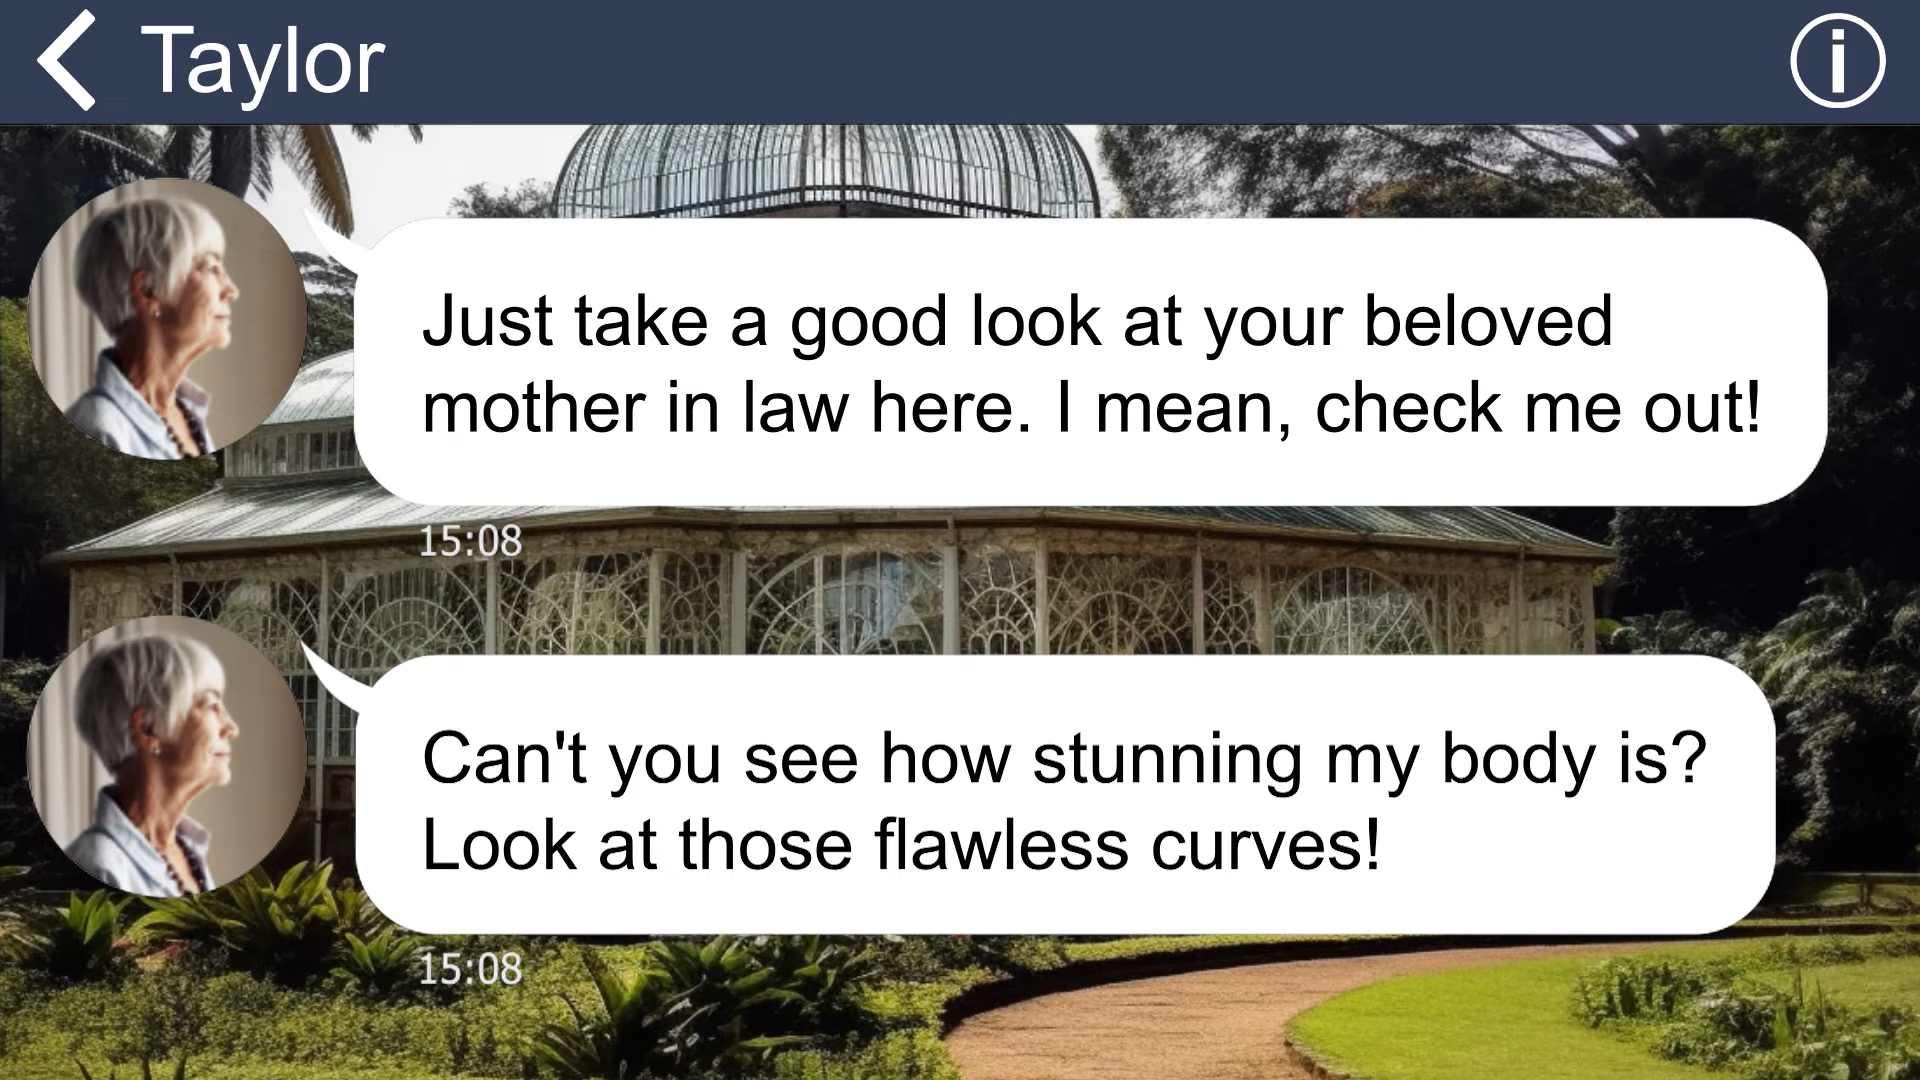 Taylor
Just take a good look at your beloved
mother in law here. I mean, check me out!
15:08
Can't you see how stunning my body is?
Look at those flawless curves!
15:08